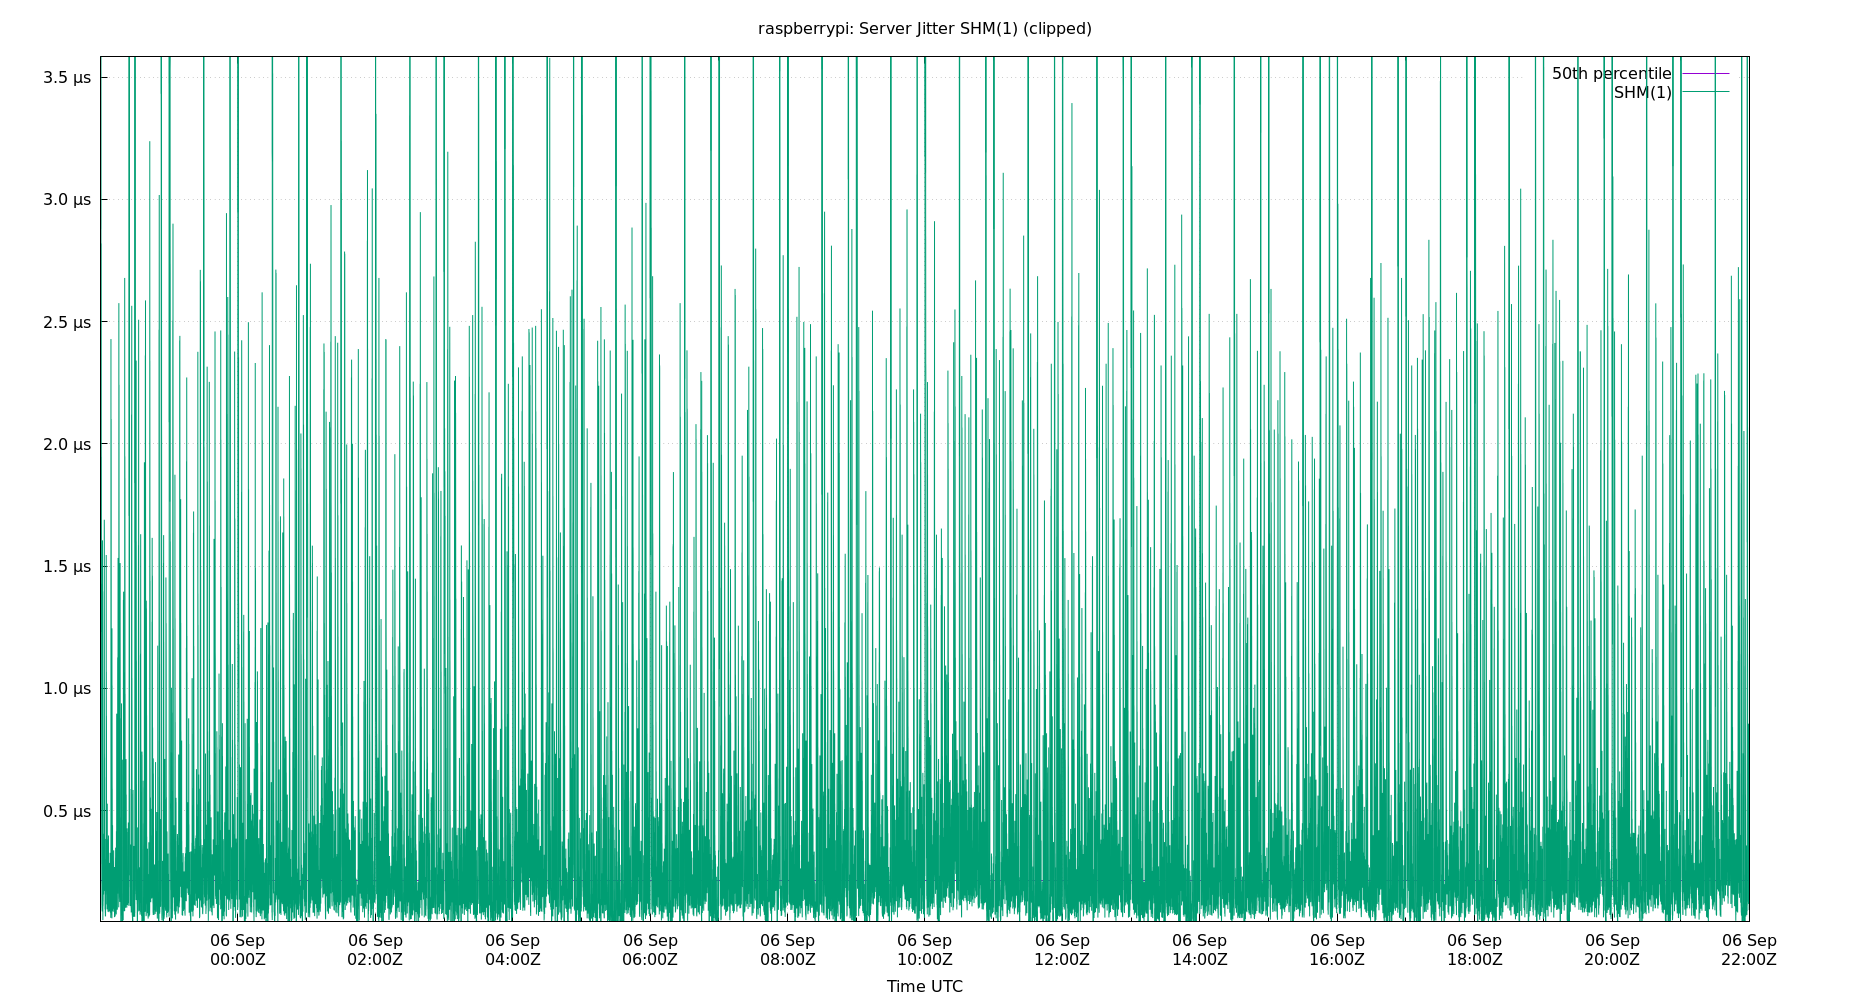 raspberrypi: Server Jitter SHM(1) (clipped)
3.5 µs
3.0 µs
2.5 µs
2.0 µs
1.5 µs
1.0 µs
0.5 µs
50th percentile
SHM(1)
06 Sep 06 Sep 06 Sep 06 Sep 06 Sep 06 Sep 06 Sep 06 Sep 06 Sep 06 Sep 06 Sep 06 Sep
00:00Z 02:00Z 04:00Z 06:00Z 08:00Z 10:00Z 12:00Z 14:00Z 16:00Z 18:00Z 20:00Z 22:00Z
Time UTC